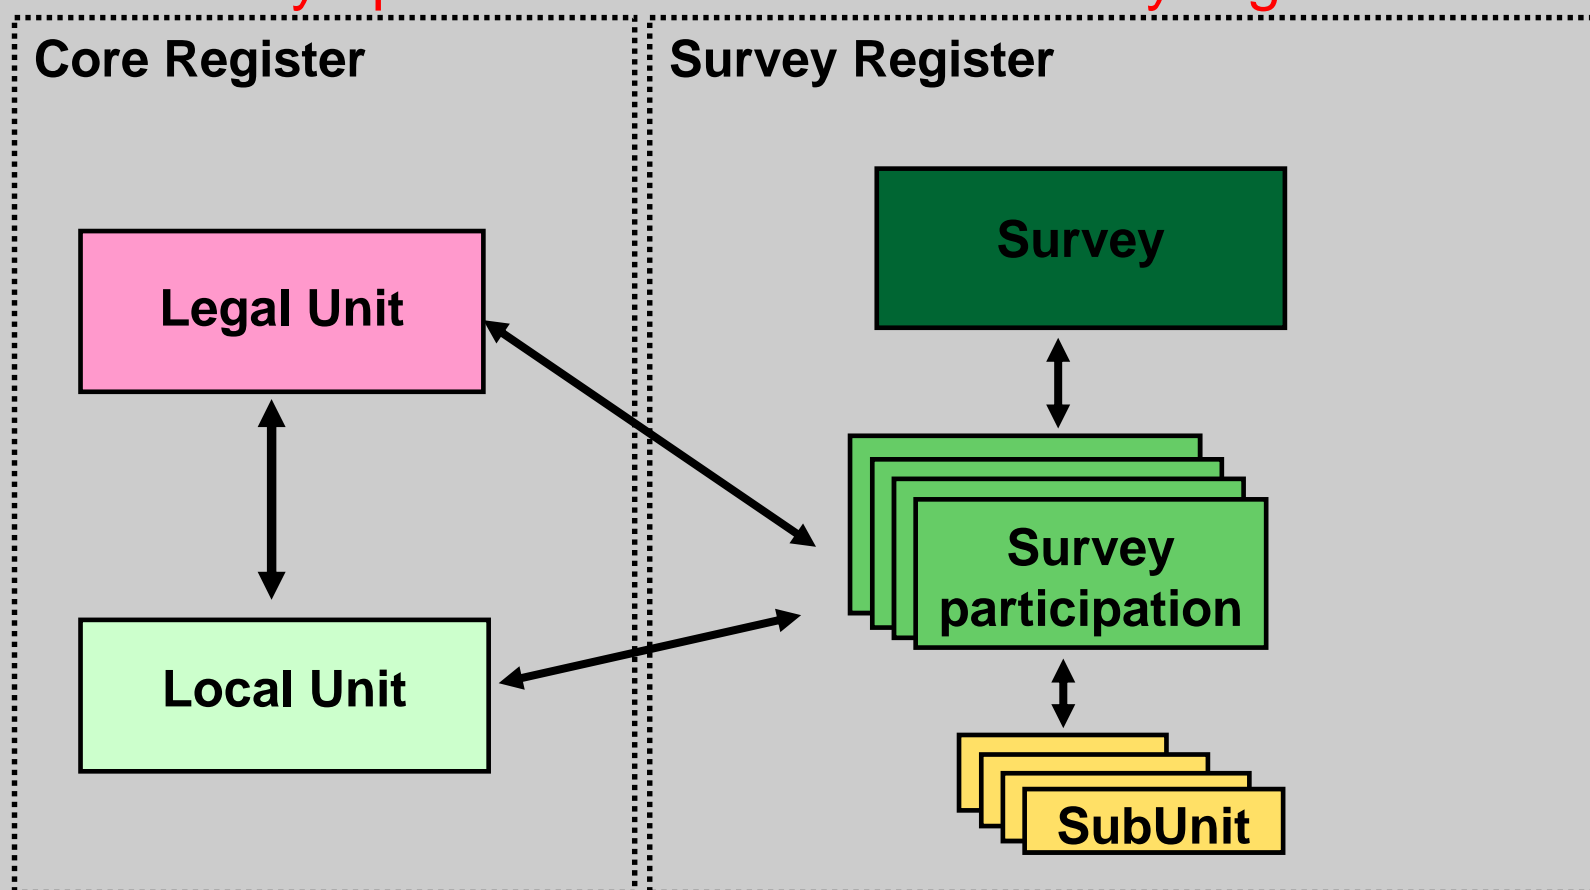 Core Register
Survey Register
Survey
Legal Unit
Survey
participation
Local Unit
SubUnit